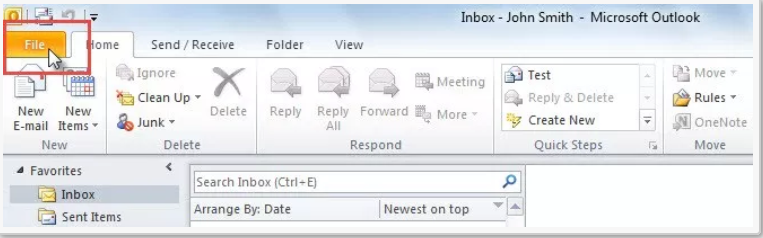 Inbox - John Smith - Microsoft Outlook
File Home Send / Receive Folder View
New E-mail
New Items
Ignore
Clean Up
Junk
Delete
Reply
Reply All
Forward
Meeting
More
Test
Reply & Delete
Create New
Move
Rules
OneNote
New Delete Respond Quick Steps Move
Favorites
Inbox
Sent Items
Search Inbox (Ctrl+E)
Arrange By: Date Newest on top